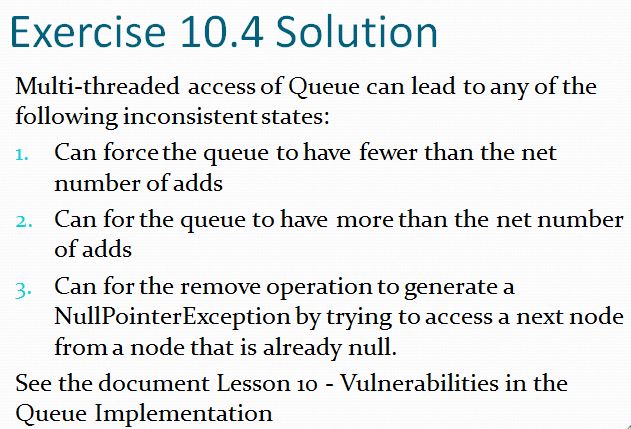 Exercise 10.4 Solution
Multi-threaded access of Queue can lead to any of the
following inconsistent states:
1. Can force the queue to have fewer than the net
number of adds
2. Can for the queue to have more than the net number
of adds
3. Can for the remove operation to generate a
NullPointerException by trying to access a next node
from a node that is already null.
See the document Lesson 10 - Vulnerabilities in the
Queue Implementation